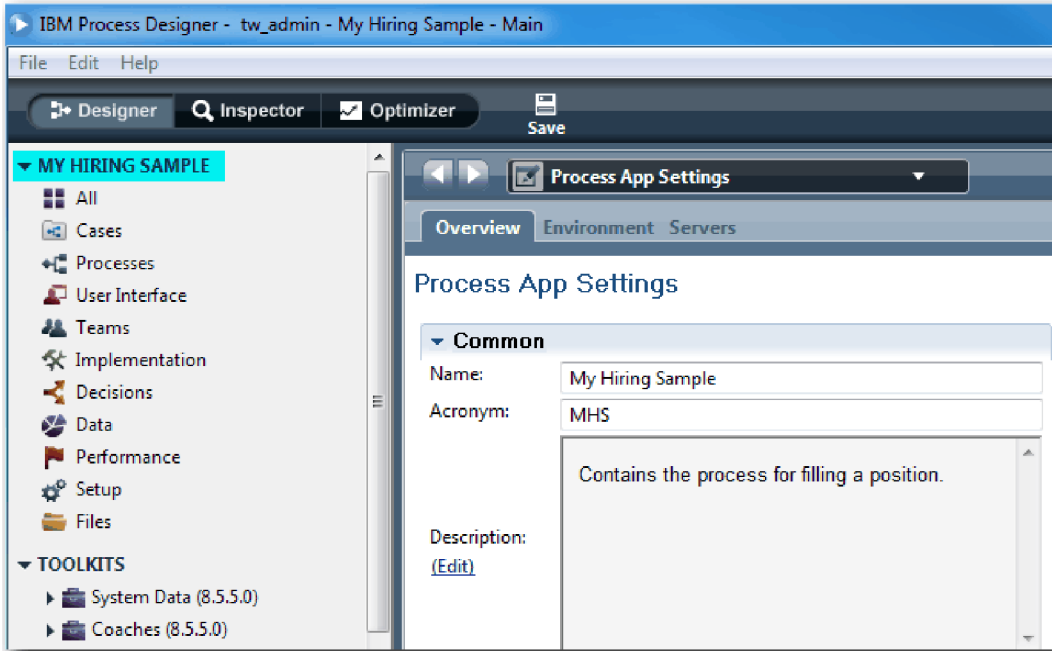 IBM Process Designer - tw_admin - My Hiring Sample - Main
File Edit Help
Designer Inspector Optimizer Save
MY HIRING SAMPLE
All
Cases
Processes
User Interface
Teams
Implementation
Decisions
Data
Performance
Setup
Files
TOOLKITS
System Data (8.5.5.0)
Coaches (8.5.5.0)
Process App Settings
Overview Environment Servers
Process App Settings
Common
Name: My Hiring Sample
Acronym: MHS
Contains the process for filling a position.
Description:
(Edit)